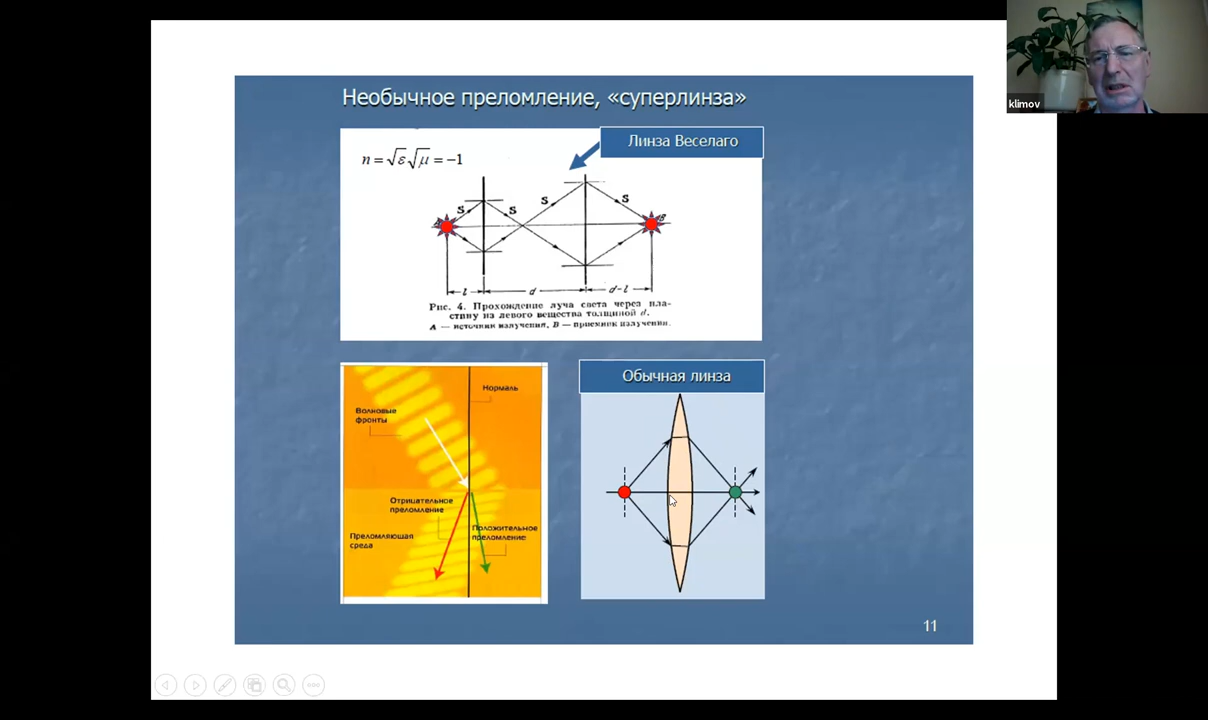 klimov
Необычное преломление, «суперлинза»
Линза Веселаго
n = √ε√μ = −1
S
S
S
S
A
B
l
d
d-l
Рис. 4. Прохождение луча света через пла-
стину из левого вещества толщиной d.
A — источник излучения, B — приемник излучения.
Нормаль
Волновые
фронты
Отрицательное
преломление
Положительное
преломление
Преломляющая
среда
Обычная линза
11